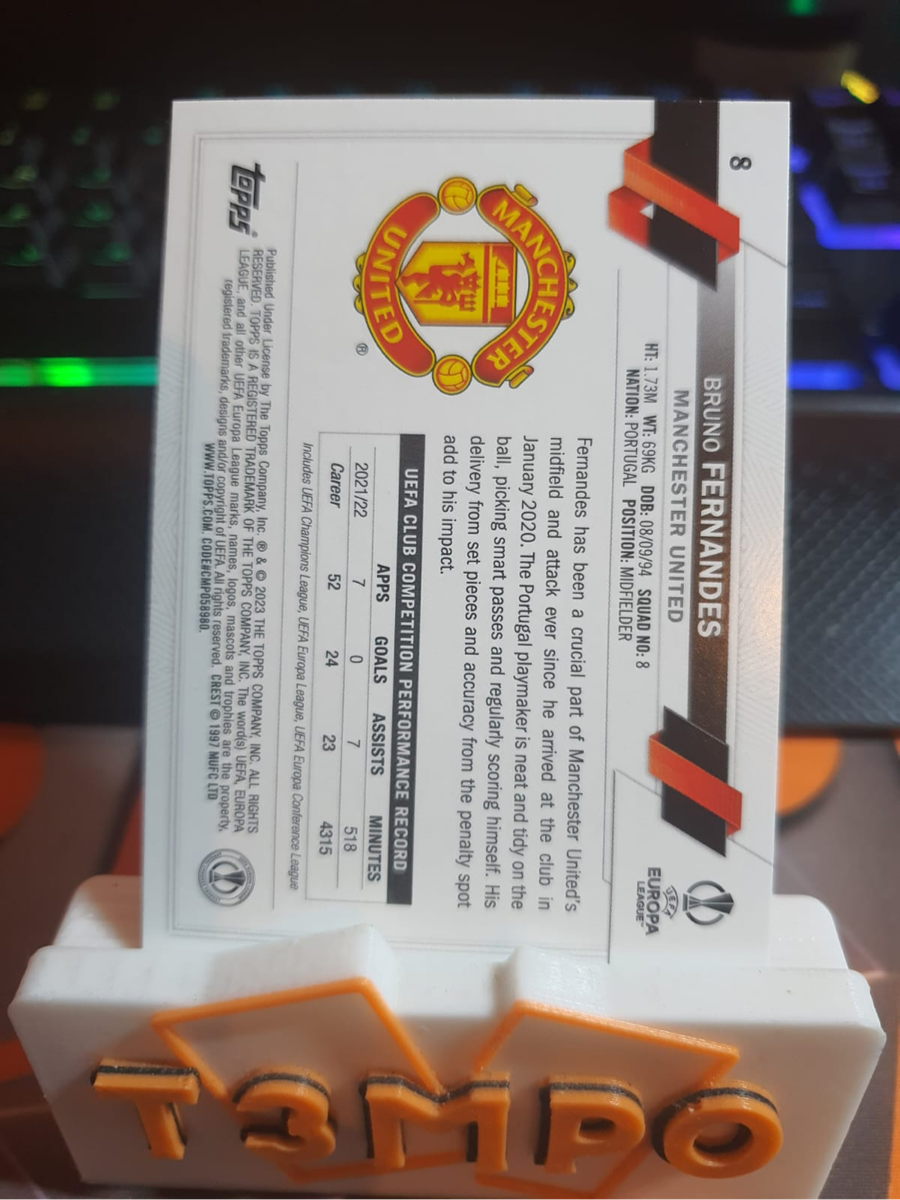 8
BRUNO FERNANDES
MANCHESTER UNITED
HT: 1.73M WT: 69KG DOB: 08/09/94 SQUAD NO: 8
NATION: PORTUGAL POSITION: MIDFIELDER
UEFA
EUROPA
LEAGUE™
MANCHESTER
UNITED
®
Fernandes has been a crucial part of Manchester United's
midfield and attack ever since he arrived at the club in
January 2020. The Portugal playmaker is neat and tidy on the
ball, picking smart passes and regularly scoring himself. His
delivery from set pieces and accuracy from the penalty spot
add to his impact.
UEFA CLUB COMPETITION PERFORMANCE RECORD
APPS GOALS ASSISTS MINUTES
2021/22 7 0 7 518
Career 52 24 23 4315
Includes UEFA Champions League, UEFA Europa League, UEFA Europa Conference League
topps®
Published Under License by The Topps Company, Inc. ® & © 2023 THE TOPPS COMPANY, INC. ALL RIGHTS
RESERVED. TOPPS IS A REGISTERED TRADEMARK OF THE TOPPS COMPANY, INC. The word(s) UEFA, EUROPA
LEAGUE, and all other UEFA Europa League marks, names, logos, mascots and trophies are the property,
registered trademarks, designs and/or copyright of UEFA. All rights reserved. CREST © 1997 MUFC LTD
WWW.TOPPS.COM. CODE#CMP058980.
T3MPO